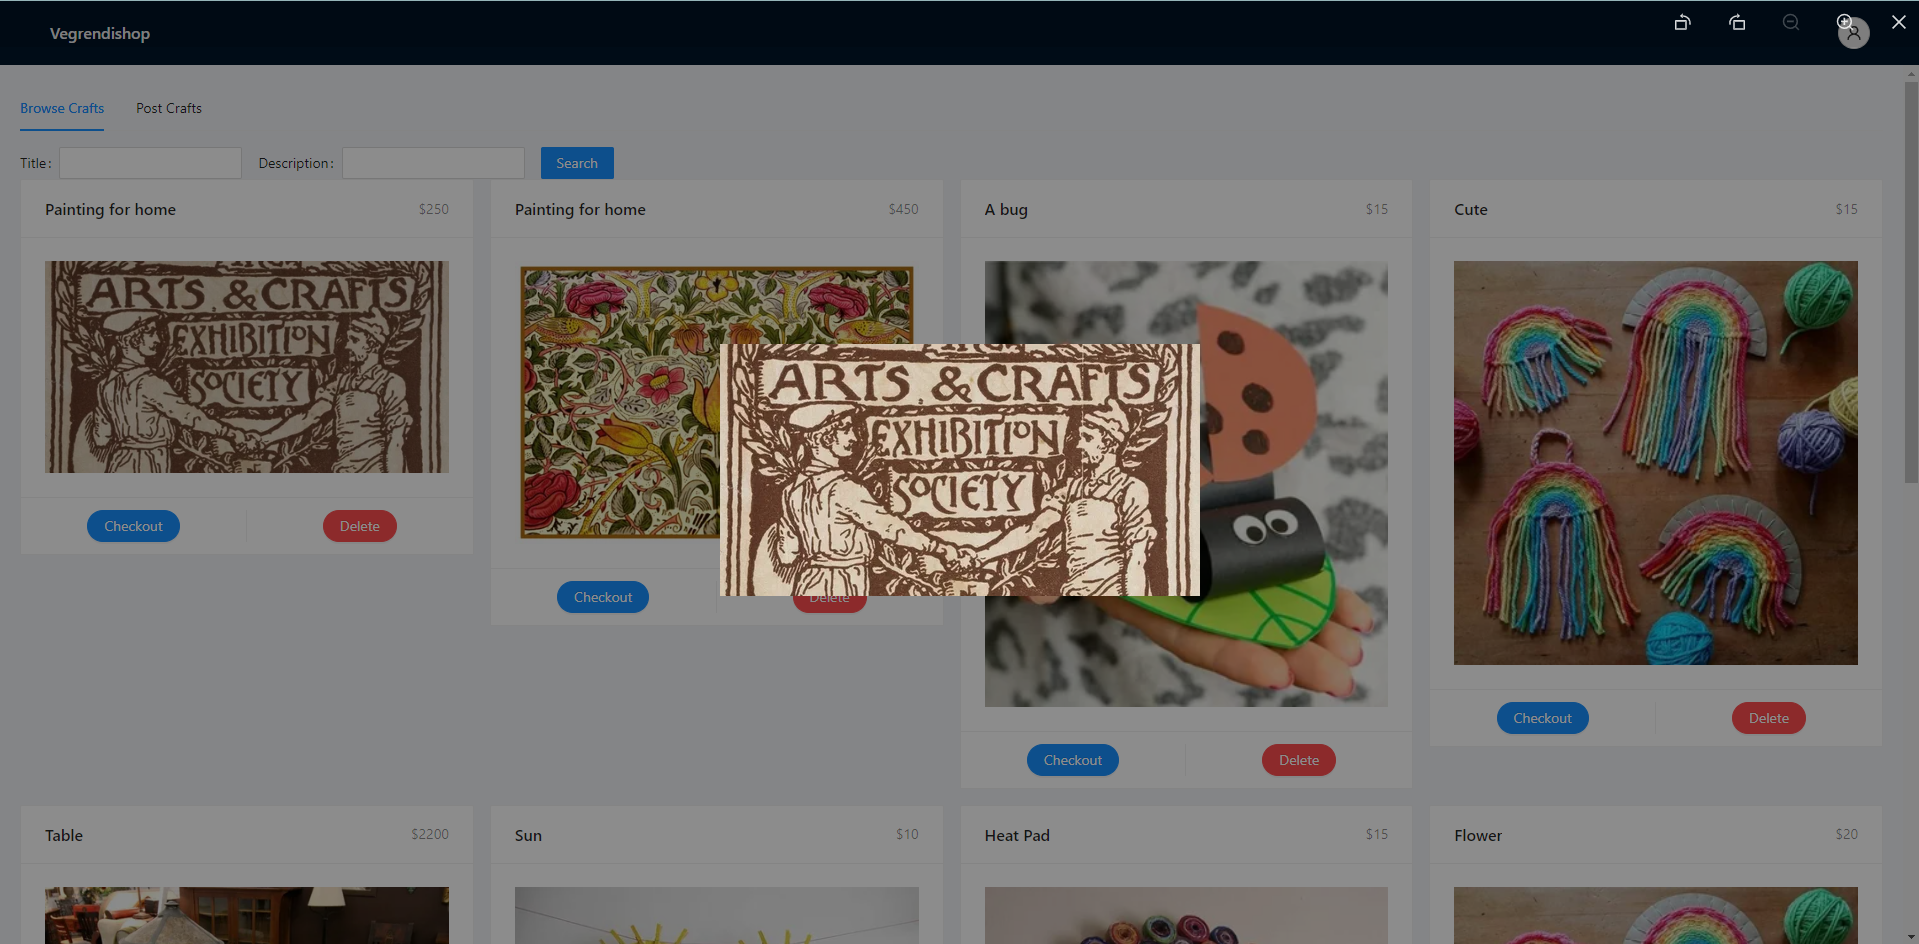 Vegrendishop
Browse Crafts Post Crafts
Title: Description: Search
Painting for home $250
ARTS & CRAFTS
EXHIBITION
SOCIETY
Checkout Delete
Painting for home $450
Checkout Delete
A bug $15
Checkout Delete
Cute $15
Checkout Delete
ARTS & CRAFTS
EXHIBITION
SOCIETY
Table $2200
Sun $10
Heat Pad $15
Flower $20